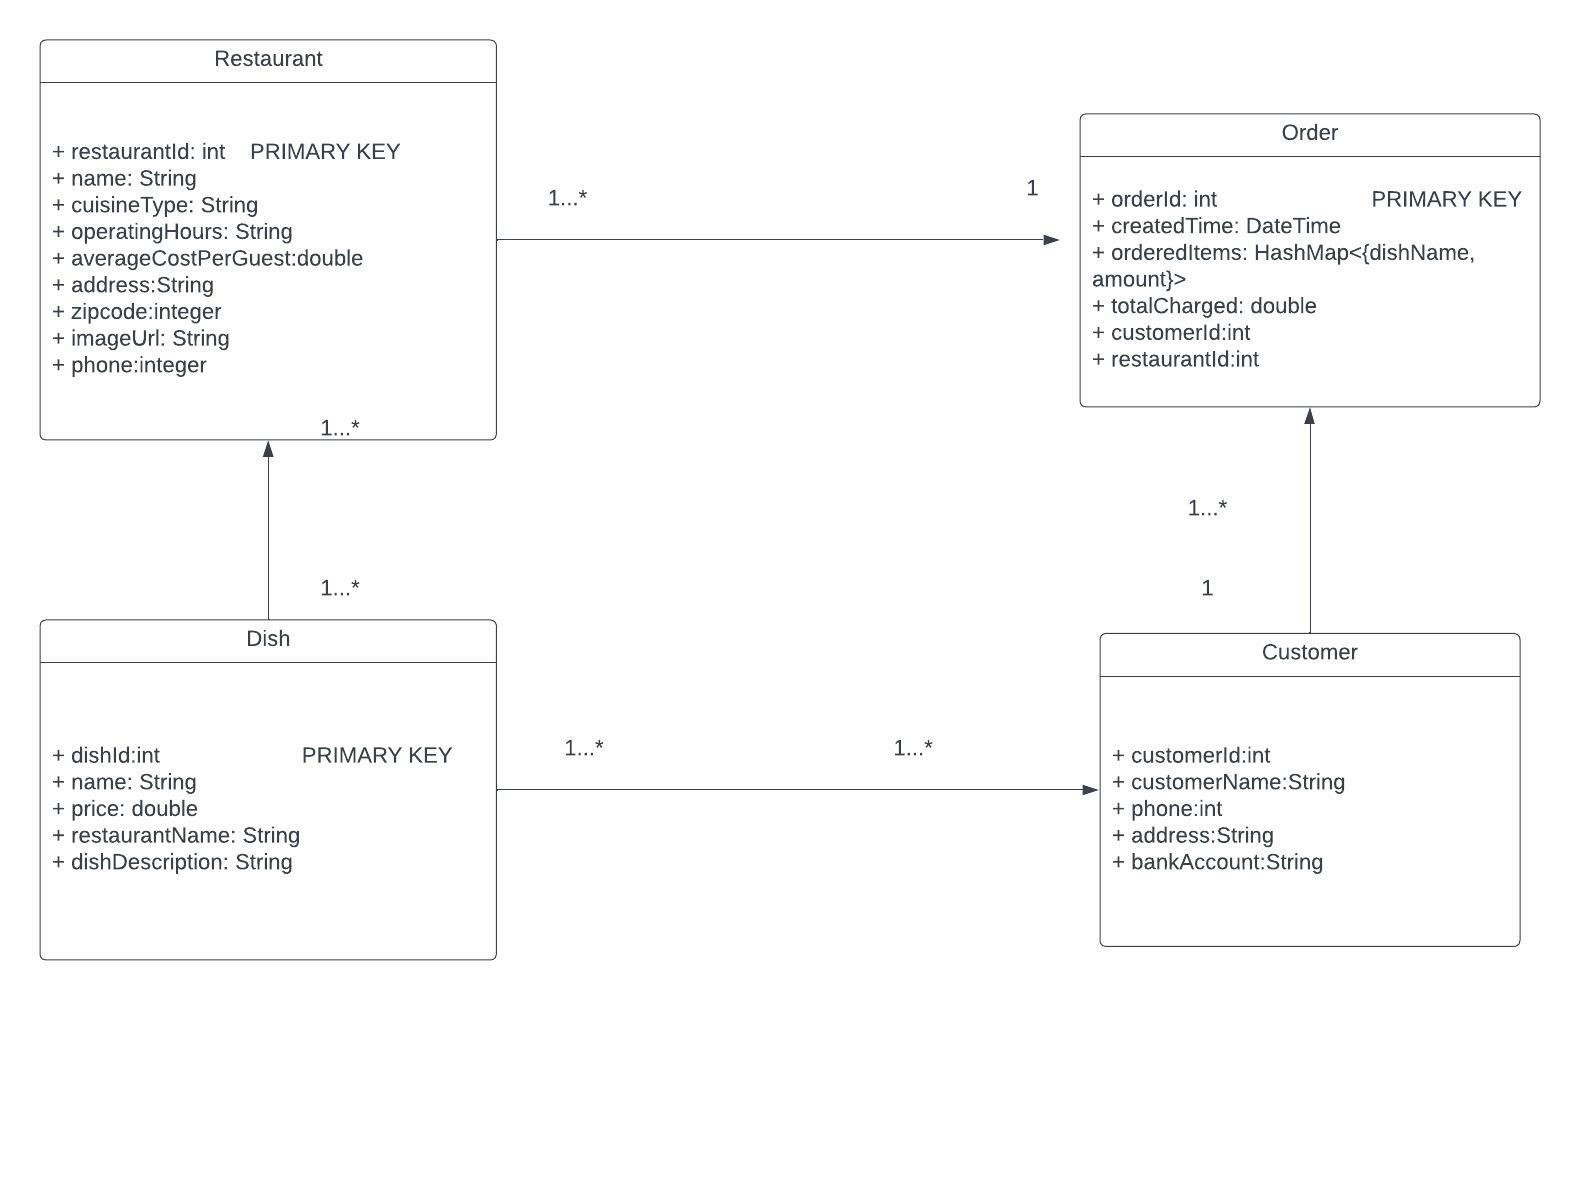 Restaurant
+ restaurantId: int PRIMARY KEY
+ name: String
+ cuisineType: String
+ operatingHours: String
+ averageCostPerGuest:double
+ address:String
+ zipcode:integer
+ imageUrl: String
+ phone:integer
1...*
1...*
1
Order
+ orderId: int PRIMARY KEY
+ createdTime: DateTime
+ orderedItems: HashMap<{dishName,
amount}>
+ totalCharged: double
+ customerId:int
+ restaurantId:int
1...*
1...*
1
Dish
+ dishId:int PRIMARY KEY
+ name: String
+ price: double
+ restaurantName: String
+ dishDescription: String
1...*
1...*
Customer
+ customerId:int
+ customerName:String
+ phone:int
+ address:String
+ bankAccount:String